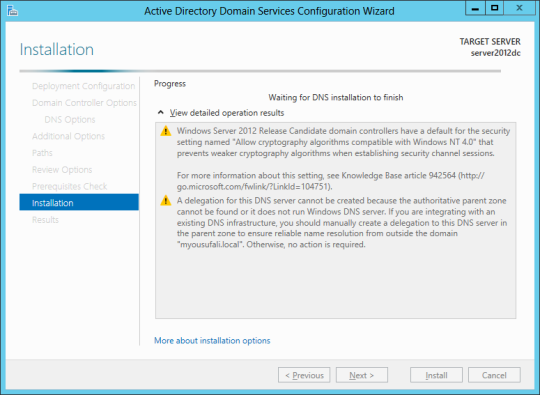 Active Directory Domain Services Configuration Wizard
Installation
TARGET SERVER
server2012dc
Deployment Configuration
Domain Controller Options
DNS Options
Additional Options
Paths
Review Options
Prerequisites Check
Installation
Results
Progress
Waiting for DNS installation to finish
View detailed operation results
Windows Server 2012 Release Candidate domain controllers have a default for the security
setting named "Allow cryptography algorithms compatible with Windows NT 4.0" that
prevents weaker cryptography algorithms when establishing security channel sessions.
For more information about this setting, see Knowledge Base article 942564 (http://
go.microsoft.com/fwlink/?LinkId=104751).
A delegation for this DNS server cannot be created because the authoritative parent zone
cannot be found or it does not run Windows DNS server. If you are integrating with an
existing DNS infrastructure, you should manually create a delegation to this DNS server in
the parent zone to ensure reliable name resolution from outside the domain
"myousufali.local". Otherwise, no action is required.
More about installation options
< Previous
Next >
Install
Cancel